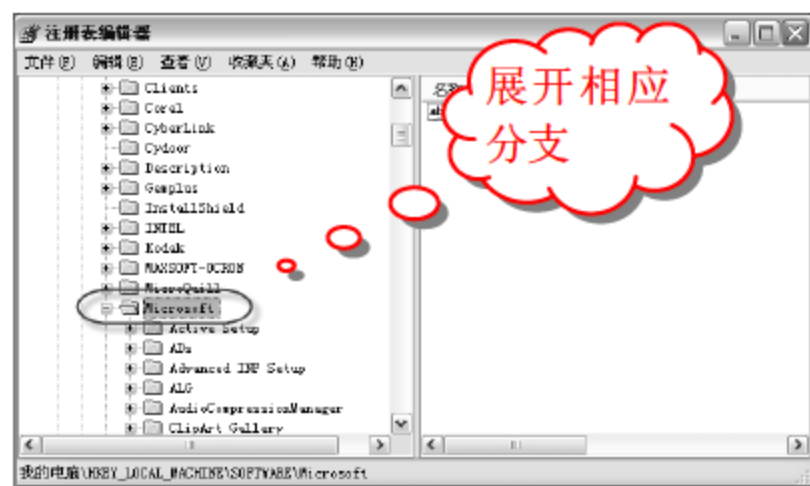 注册表编辑器
文件(F) 编辑(E) 查看(V) 收藏夹(A) 帮助(H)
展开相应
分支
Clients
Corel
CyberLink
Cydoor
Description
Gemplus
InstallShield
INTEL
Kodak
MAXSOFT-OCRON
MicroQuill
Microsoft
Active Setup
ADs
Advanced INF Setup
ALG
AudioCompressionManager
ClipArt Gallery
我的电脑\HKEY_LOCAL_MACHINE\SOFTWARE\Microsoft